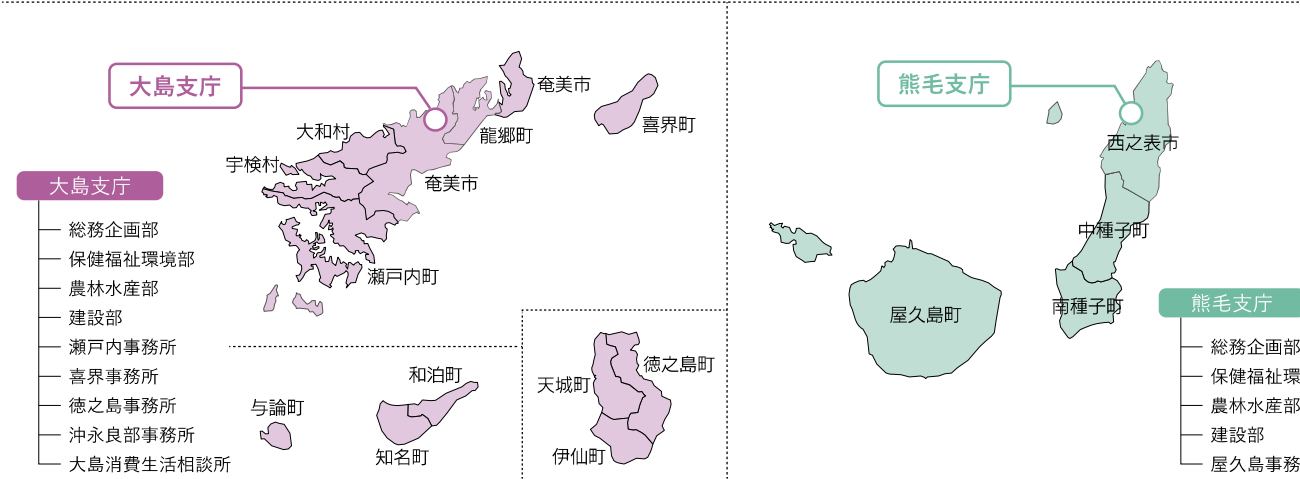 大島支庁
奄美市
喜界町
龍郷町
大和村
宇検村
奄美市
瀬戸内町
大島支庁
総務企画部
保健福祉環境部
農林水産部
建設部
瀬戸内事務所
喜界事務所
徳之島事務所
沖永良部事務所
大島消費生活相談所
与論町
和泊町
知名町
徳之島町
天城町
伊仙町
熊毛支庁
西之表市
中種子町
南種子町
屋久島町
熊毛支庁
総務企画部
保健福祉環
農林水産部
建設部
屋久島事務